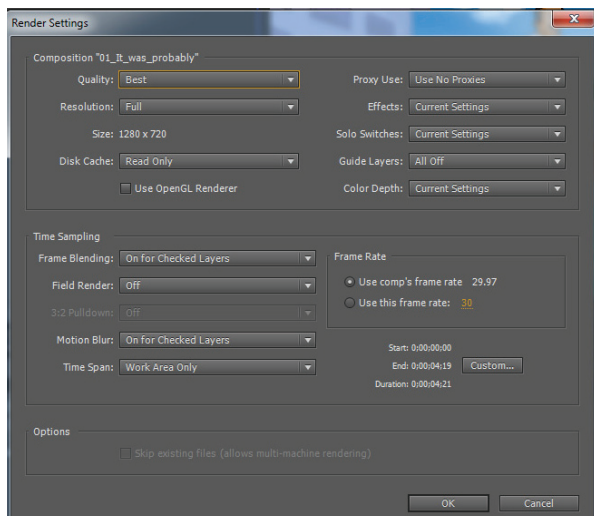 Render Settings
Composition "01_It_was_probably"
Quality: Best
Proxy Use: Use No Proxies
Resolution: Full
Effects: Current Settings
Size: 1280 x 720
Solo Switches: Current Settings
Disk Cache: Read Only
Guide Layers: All Off
Use OpenGL Renderer
Color Depth: Current Settings
Time Sampling
Frame Blending: On for Checked Layers
Frame Rate
Field Render: Off
Use comp's frame rate 29.97
3:2 Pulldown: Off
Use this frame rate: 30
Motion Blur: On for Checked Layers
Start: 0;00;00;00
Time Span: Work Area Only
End: 0;00;04;19 Custom...
Duration: 0;00;04;21
Options
Skip existing files (allows multi-machine rendering)
OK Cancel